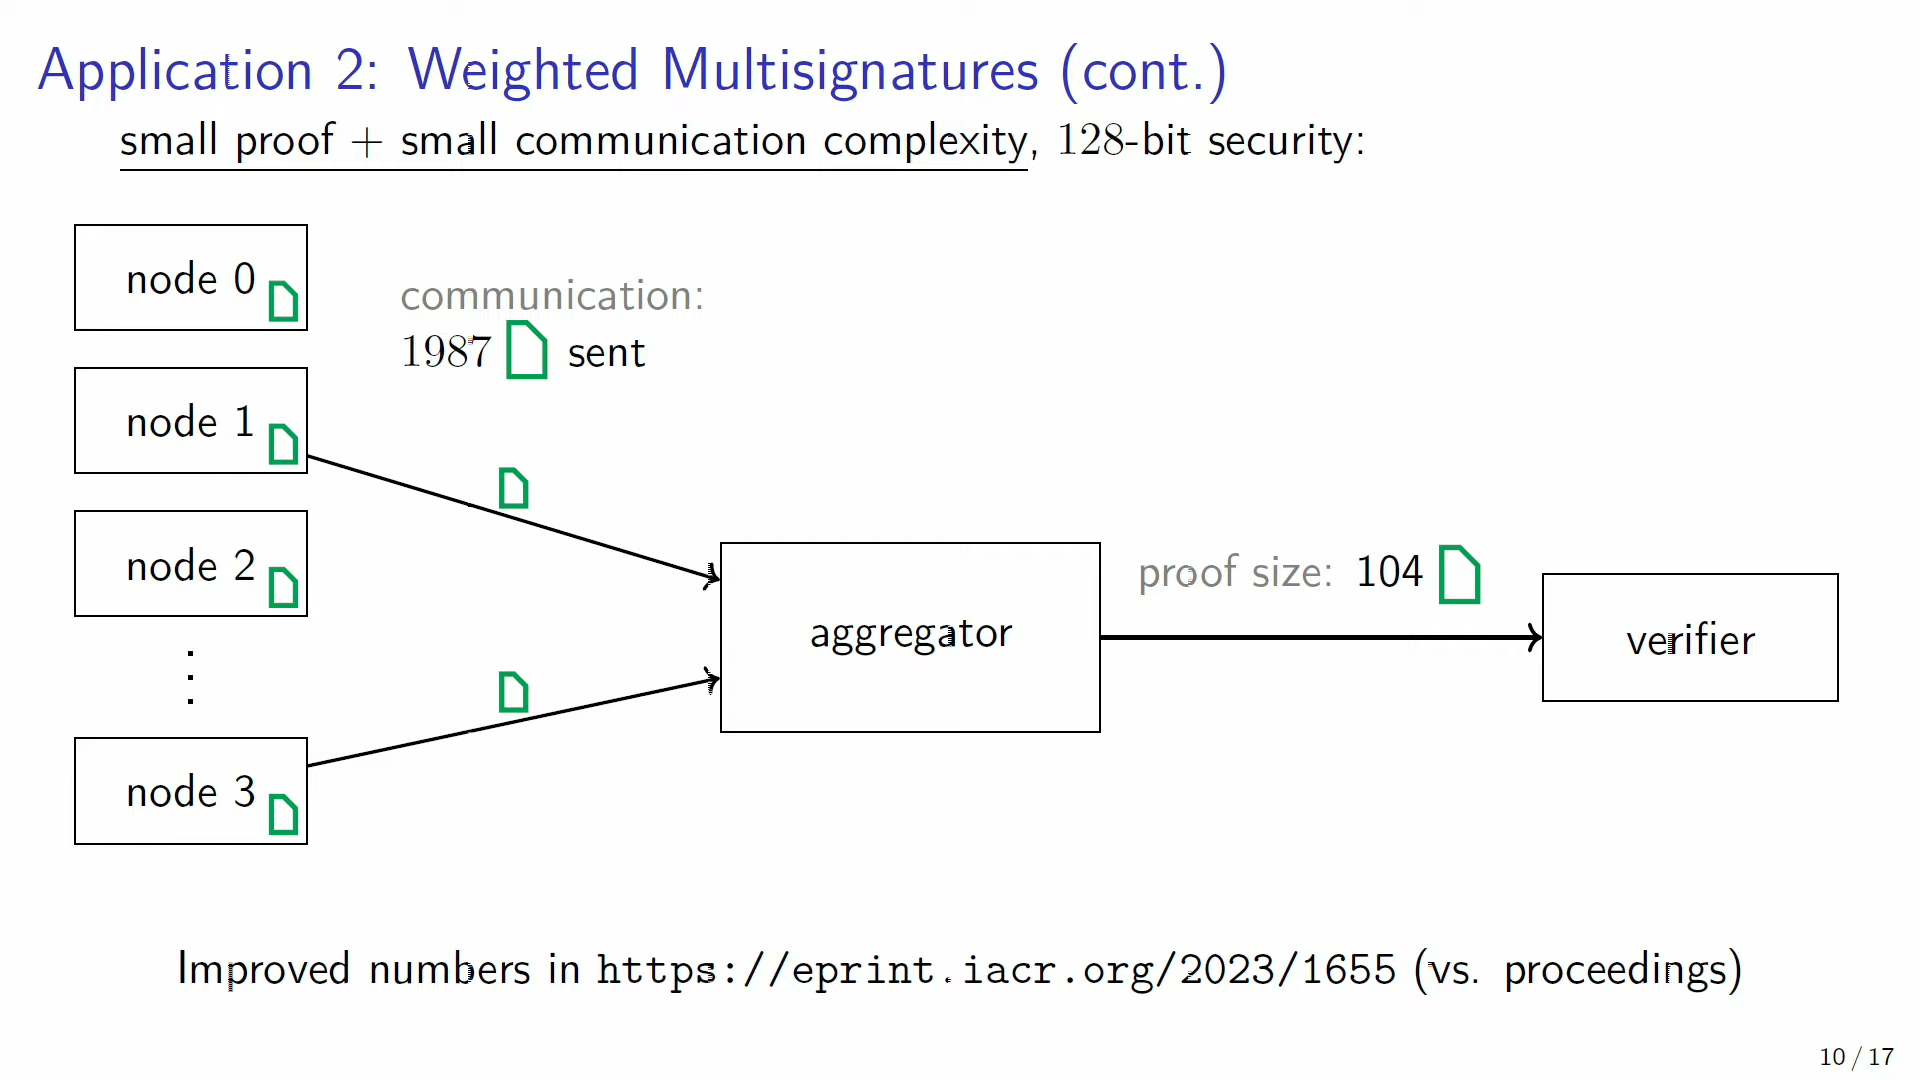 Application 2: Weighted Multisignatures (cont.)
small proof + small communication complexity, 128-bit security:
node 0
communication:
1987 sent
node 1
node 2
proof size: 104
aggregator
verifier
node 3
Improved numbers in https://eprint.iacr.org/2023/1655 (vs. proceedings)
10 / 17